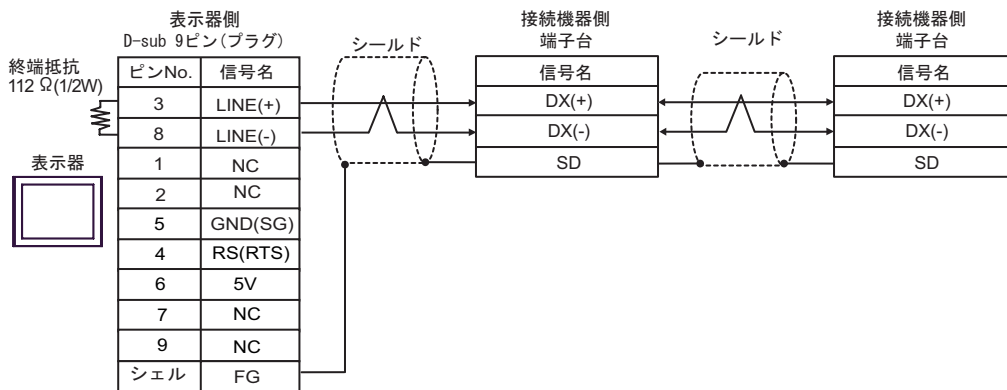 表示器側
D-sub 9ピン(プラグ)
終端抵抗
112 Ω(1/2W)
表示器
ピンNo. 信号名
3 LINE(+)
8 LINE(-)
1 NC
2 NC
5 GND(SG)
4 RS(RTS)
6 5V
7 NC
9 NC
シェル FG
シールド
接続機器側
端子台
信号名
DX(+)
DX(-)
SD
シールド
接続機器側
端子台
信号名
DX(+)
DX(-)
SD